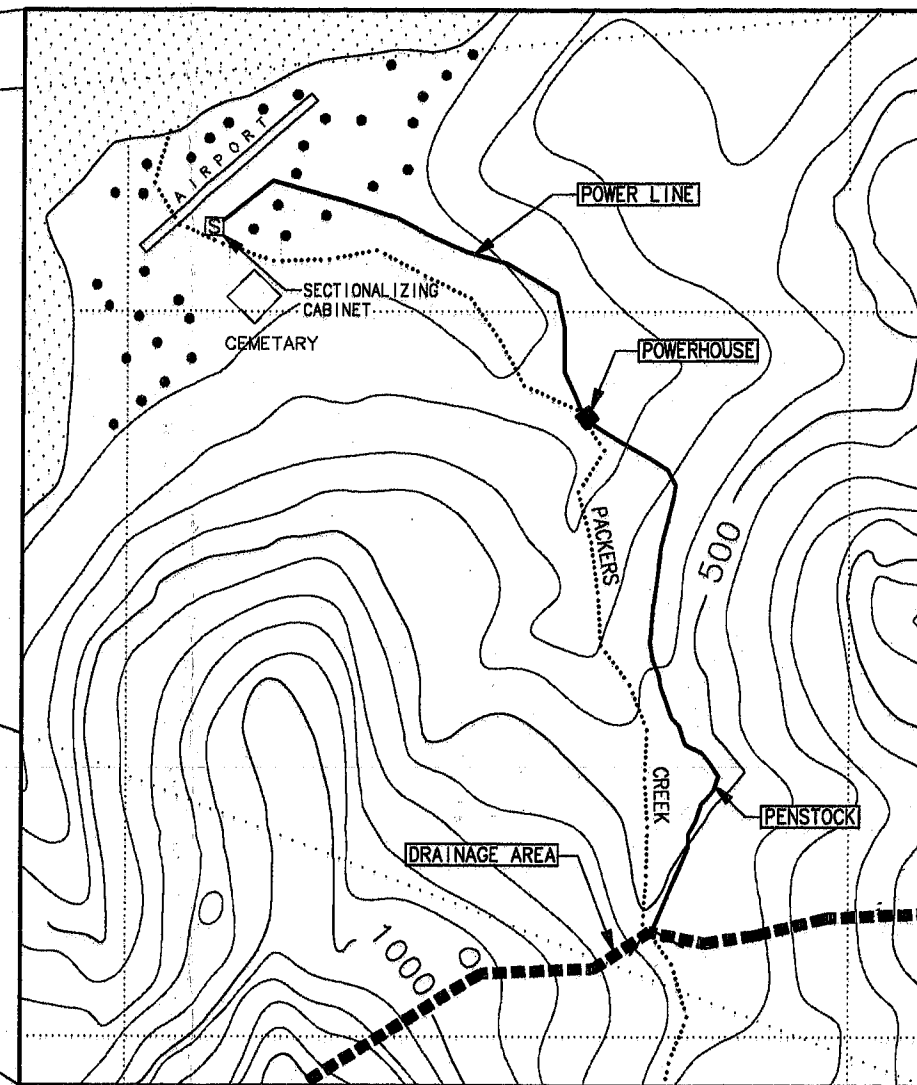 AIRPORT
POWER LINE
S
SECTIONALIZING
CABINET
CEMETARY
POWERHOUSE
PACKERS
500
CREEK
PENSTOCK
DRAINAGE AREA
1000